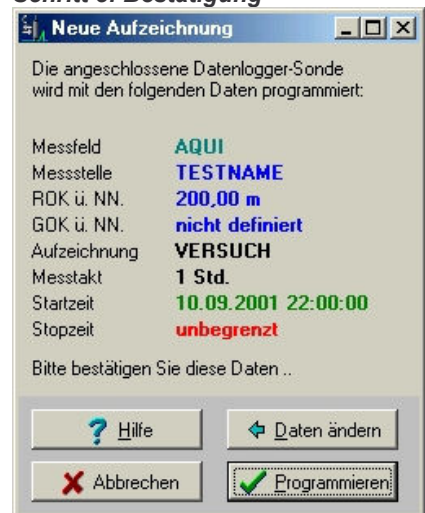 Schritt 6: Bestätigung
Neue Aufzeichnung
Die angeschlossene Datenlogger-Sonde
wird mit den folgenden Daten programmiert:
Messfeld AQUI
Messstelle TESTNAME
ROK ü. NN. 200,00 m
GOK ü. NN. nicht definiert
Aufzeichnung VERSUCH
Messtakt 1 Std.
Startzeit 10.09.2001 22:00:00
Stopzeit unbegrenzt
Bitte bestätigen Sie diese Daten ..
Hilfe
Daten ändern
Abbrechen
Programmieren